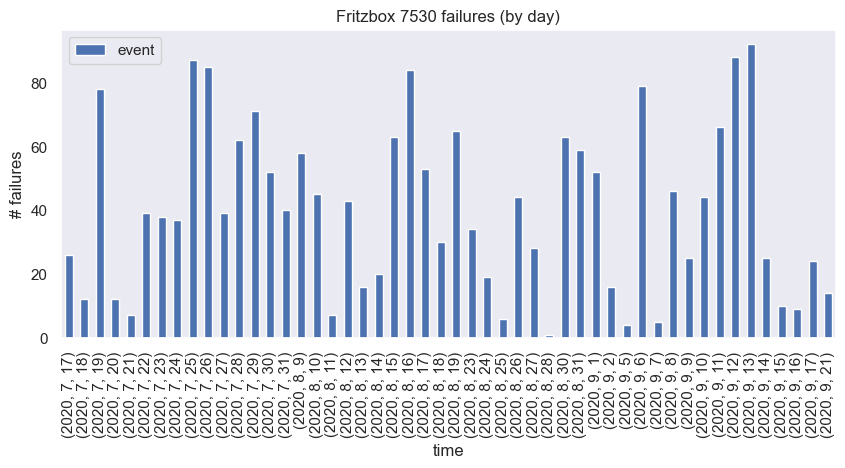 Fritzbox 7530 failures (by day)
event
# failures
80
60
40
20
0
(2020, 7, 17)
(2020, 7, 18)
(2020, 7, 19)
(2020, 7, 20)
(2020, 7, 21)
(2020, 7, 22)
(2020, 7, 23)
(2020, 7, 24)
(2020, 7, 25)
(2020, 7, 26)
(2020, 7, 27)
(2020, 7, 28)
(2020, 7, 29)
(2020, 7, 30)
(2020, 7, 31)
(2020, 8, 9)
(2020, 8, 10)
(2020, 8, 11)
(2020, 8, 12)
(2020, 8, 13)
(2020, 8, 14)
(2020, 8, 15)
(2020, 8, 16)
(2020, 8, 17)
(2020, 8, 18)
(2020, 8, 19)
(2020, 8, 23)
(2020, 8, 24)
(2020, 8, 25)
(2020, 8, 26)
(2020, 8, 27)
(2020, 8, 28)
(2020, 8, 30)
(2020, 8, 31)
(2020, 9, 1)
(2020, 9, 2)
(2020, 9, 5)
(2020, 9, 6)
(2020, 9, 7)
(2020, 9, 8)
(2020, 9, 9)
(2020, 9, 10)
(2020, 9, 11)
(2020, 9, 12)
(2020, 9, 13)
(2020, 9, 14)
(2020, 9, 15)
(2020, 9, 16)
(2020, 9, 17)
(2020, 9, 21)
time